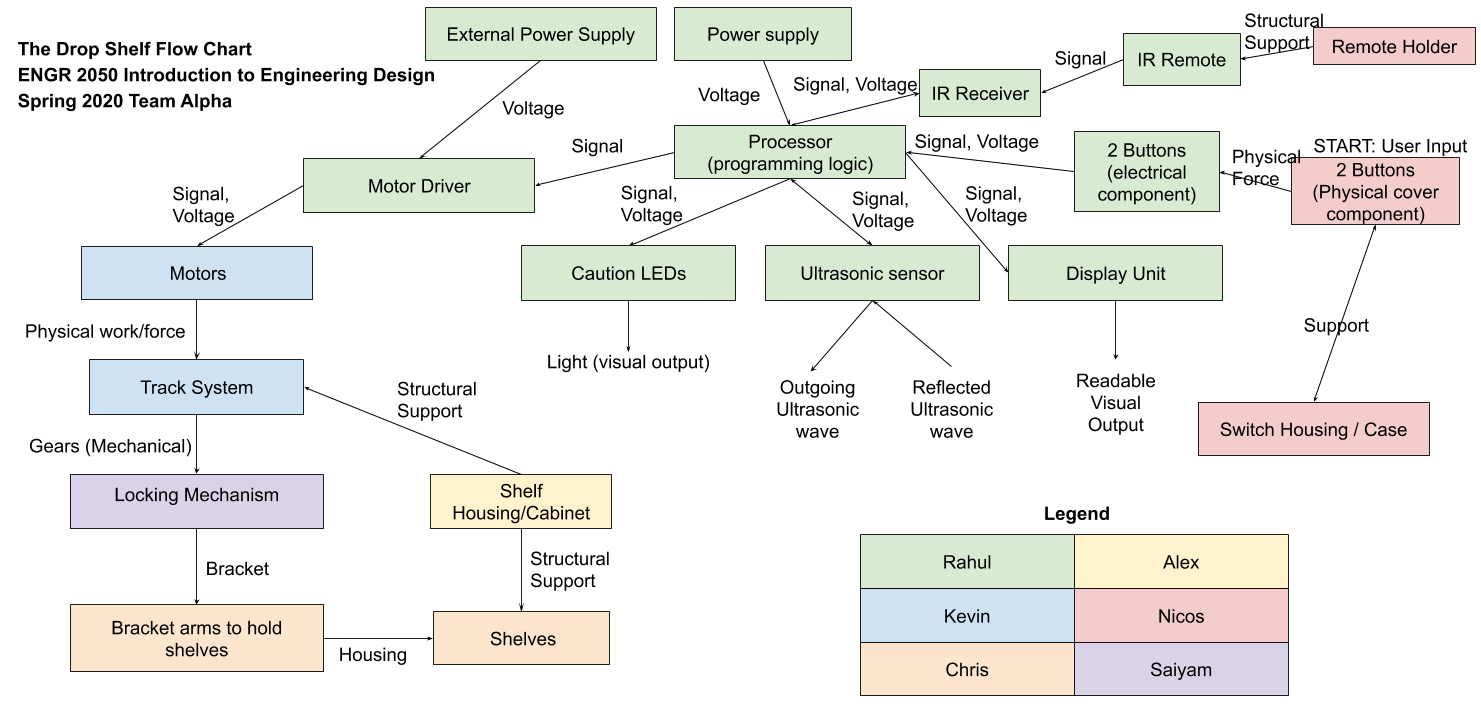 The Drop Shelf Flow Chart
ENGR 2050 Introduction to Engineering Design
Spring 2020 Team Alpha
External Power Supply
Power supply
IR Remote
Structural
Support
Remote Holder
Signal
IR Receiver
Signal, Voltage
Voltage
Voltage
Processor
(programming logic)
Signal
Signal, Voltage
2 Buttons
(electrical
component)
Physical
Force
START: User Input
2 Buttons
(Physical cover
component)
Motor Driver
Signal,
Voltage
Signal,
Voltage
Signal,
Voltage
Signal,
Voltage
Motors
Caution LEDs
Ultrasonic sensor
Display Unit
Physical work/force
Light (visual output)
Support
Track System
Structural
Support
Outgoing
Ultrasonic
wave
Reflected
Ultrasonic
wave
Readable
Visual
Output
Switch Housing / Case
Gears (Mechanical)
Locking Mechanism
Shelf
Housing/Cabinet
Bracket
Structural
Support
Bracket arms to hold
shelves
Housing
Shelves
Legend
Rahul
Alex
Kevin
Nicos
Chris
Saiyam